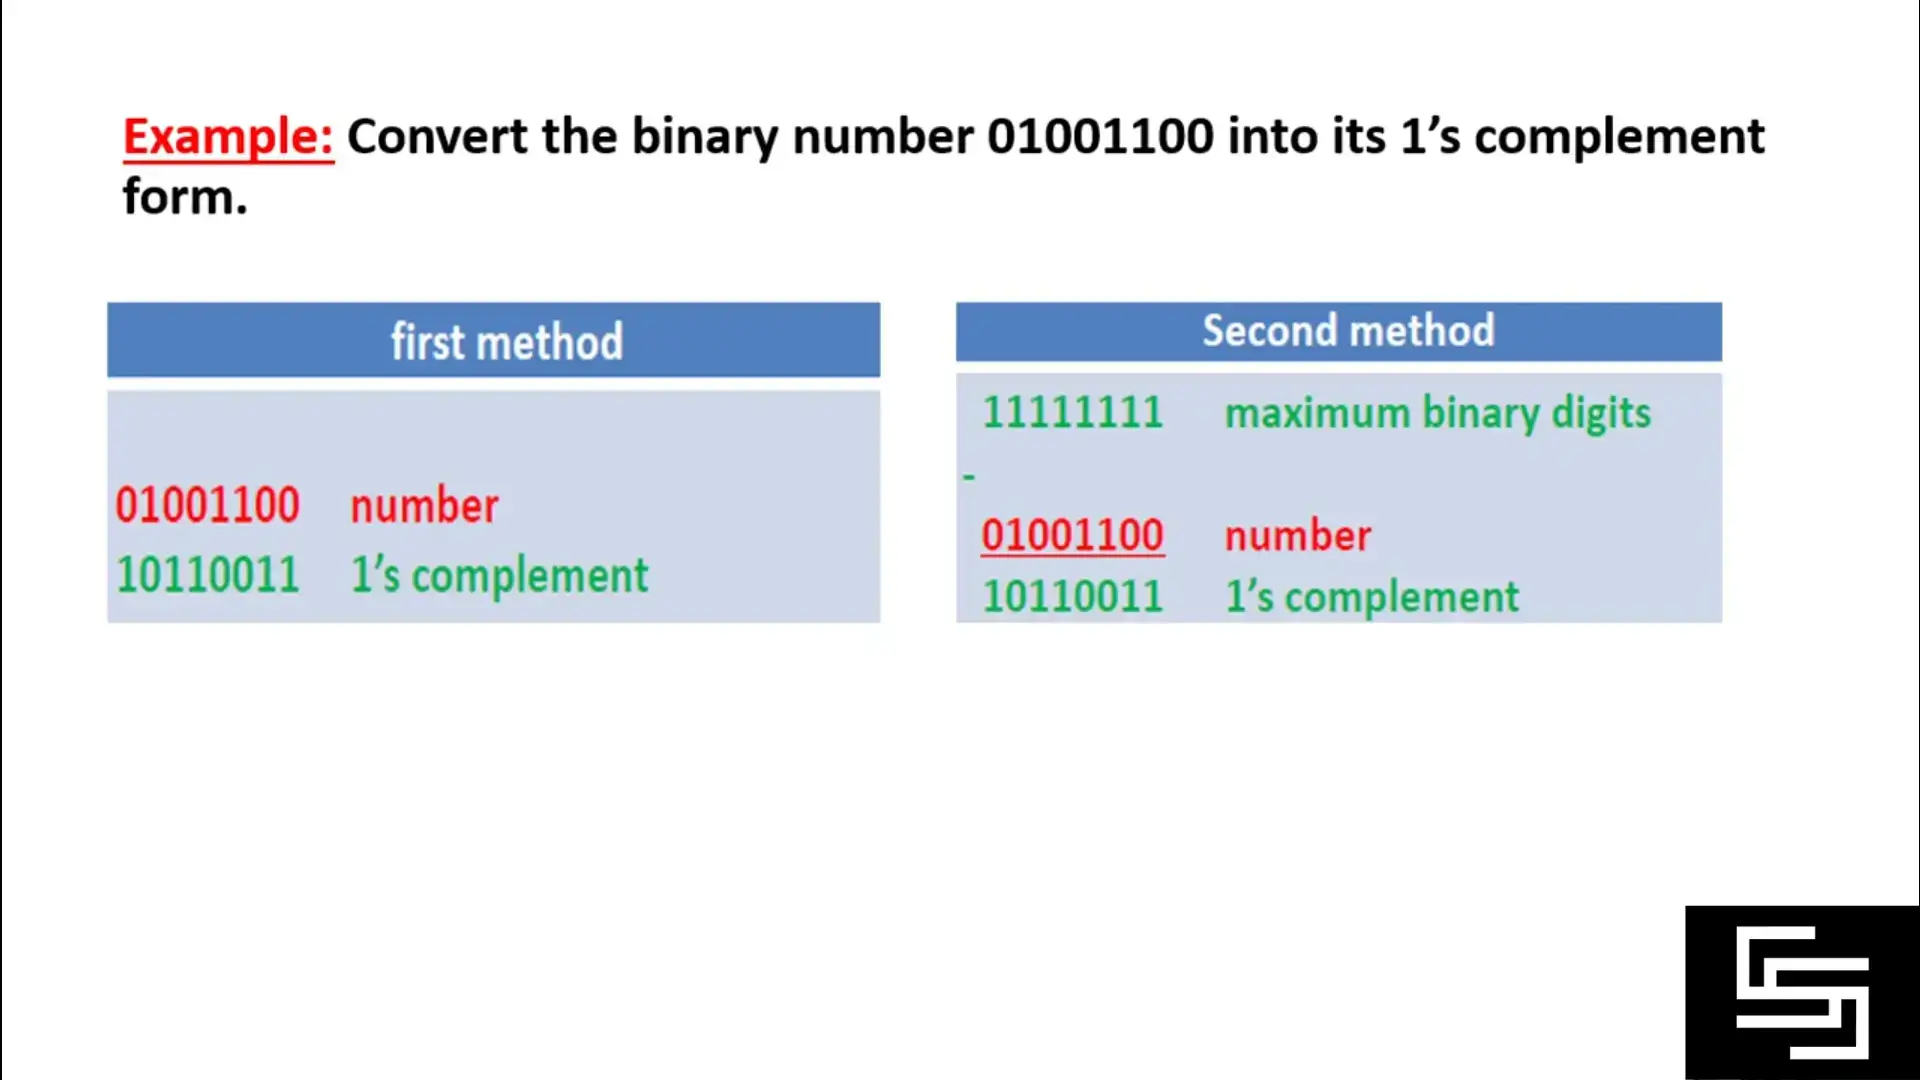 Example: Convert the binary number 01001100 into its 1’s complement
form.
first method
01001100 number
10110011 1’s complement
Second method
11111111 maximum binary digits
-
01001100 number
10110011 1’s complement